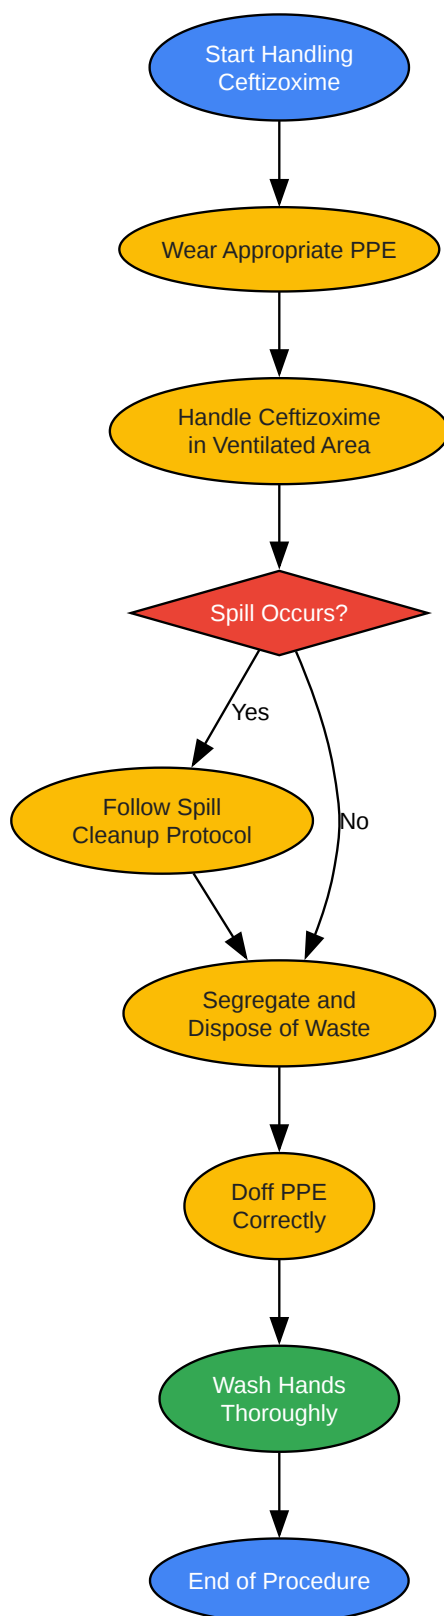 Start Handling
Ceftizoxime
Wear Appropriate PPE
Handle Ceftizoxime
in Ventilated Area
Spill Occurs?
Yes
No
Follow Spill
Cleanup Protocol
Segregate and
Dispose of Waste
Doff PPE
Correctly
Wash Hands
Thoroughly
End of Procedure